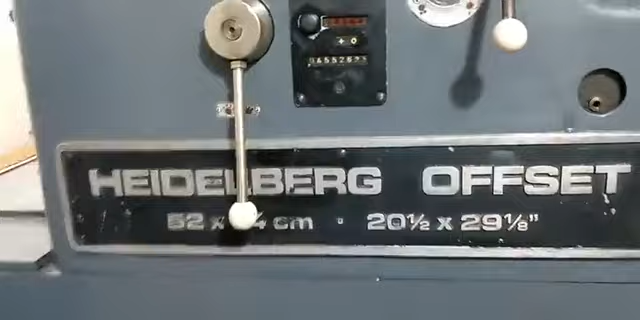 HEIDELBERG OFFSET
52 x cm ▫ 20½ x 29⅛"